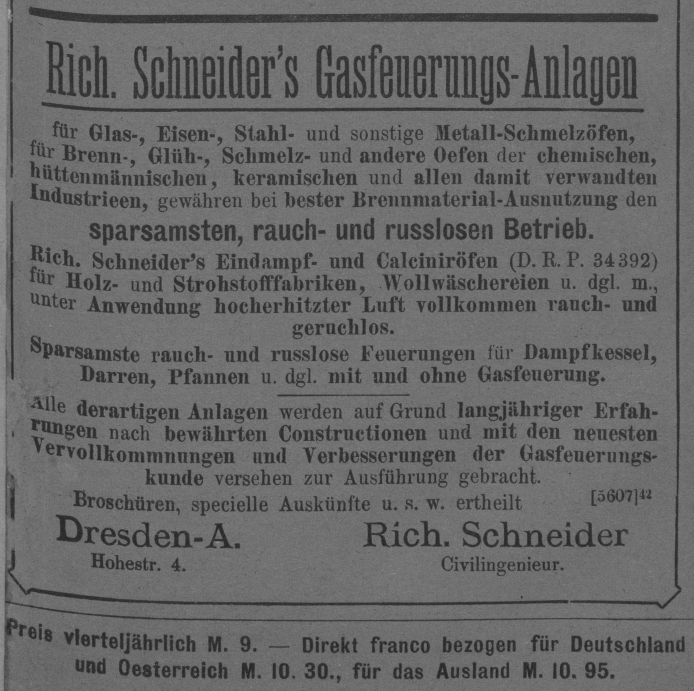 Rich. Schneider's Gasfeuerungs-Anlagen
für Glas-, Eisen-, Stahl- und sonstige Metall-Schmelzöfen,
für Brenn-, Glüh-, Schmelz- und andere Oefen der chemischen,
hüttenmännischen, keramischen und allen damit verwandten
Industrieen, gewähren bei bester Brennmaterial-Ausnutzung den
sparsamsten, rauch- und russlosen Betrieb.
Rich. Schneider's Eindampf- und Calciniröfen (D. R. P. 34392)
für Holz- und Strohstofffabriken, Wollwäschereien u. dgl. m.,
unter Anwendung hocherhitzter Luft vollkommen rauch- und
geruchlos.
Sparsamste rauch- und russlose Feuerungen für Dampfkessel,
Darren, Pfannen u. dgl. mit und ohne Gasfeuerung.
Alle derartigen Anlagen werden auf Grund langjähriger Erfah-
rungen nach bewährten Constructionen und mit den neuesten
Vervollkommnungen und Verbesserungen der Gasfeuerungs-
kunde versehen zur Ausführung gebracht.
Broschüren, specielle Auskünfte u. s. w. ertheilt [5607]42
Dresden-A. Rich. Schneider
Hohestr. 4. Civilingenieur.
Preis vierteljährlich M. 9. — Direkt franco bezogen für Deutschland
und Oesterreich M. 10. 30., für das Ausland M. 10. 95.